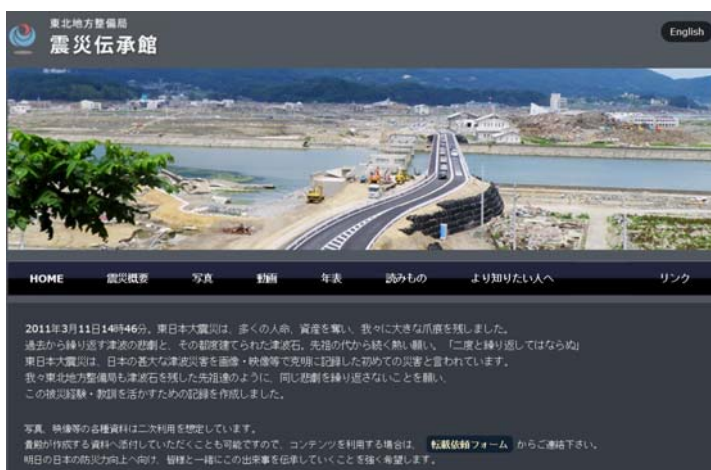 東北地方整備局
震災伝承館
English
HOME 震災概要 写真 動画 年表 読みもの より知りたい人へ リンク
2011年3月11日14時46分。東日本大震災は、多くの人命、資産を奪い、我々に大きな爪痕を残しました。
過去から繰り返す津波の悲劇と、その都度建てられた津波石。先祖の代から続く熱い願い、「二度と繰り返してはならぬ」
東日本大震災は、日本の甚大な津波災害を画像・映像等で克明に記録した初めての災害と言われています。
我々東北地方整備局も津波石を残した先祖達のように、同じ悲劇を繰り返さないことを願い、
この被災経験・教訓を活かすための記録を作成しました。
写真、映像等の各種資料は二次利用を想定しています。
貴殿が作成する資料へ添付していただくことも可能ですので、コンテンツを利用する場合は、 転載依頼フォーム からご連絡下さい。
明日の日本の防災力向上へ向け、皆様と一緒にこの出来事を伝承していくことを強く希望します。